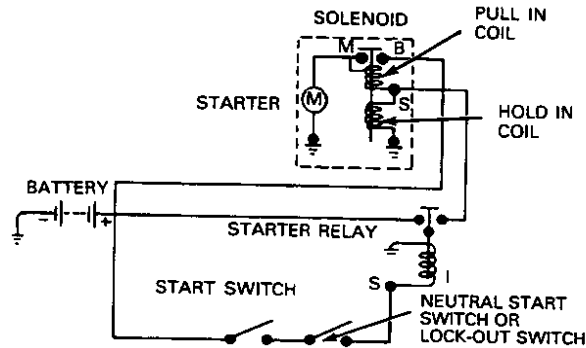 SOLENOID
PULL IN
COIL
M
B
STARTER
M
S
HOLD IN
COIL
BATTERY
-
+
STARTER RELAY
START SWITCH
S
I
NEUTRAL START
SWITCH OR
LOCK-OUT SWITCH